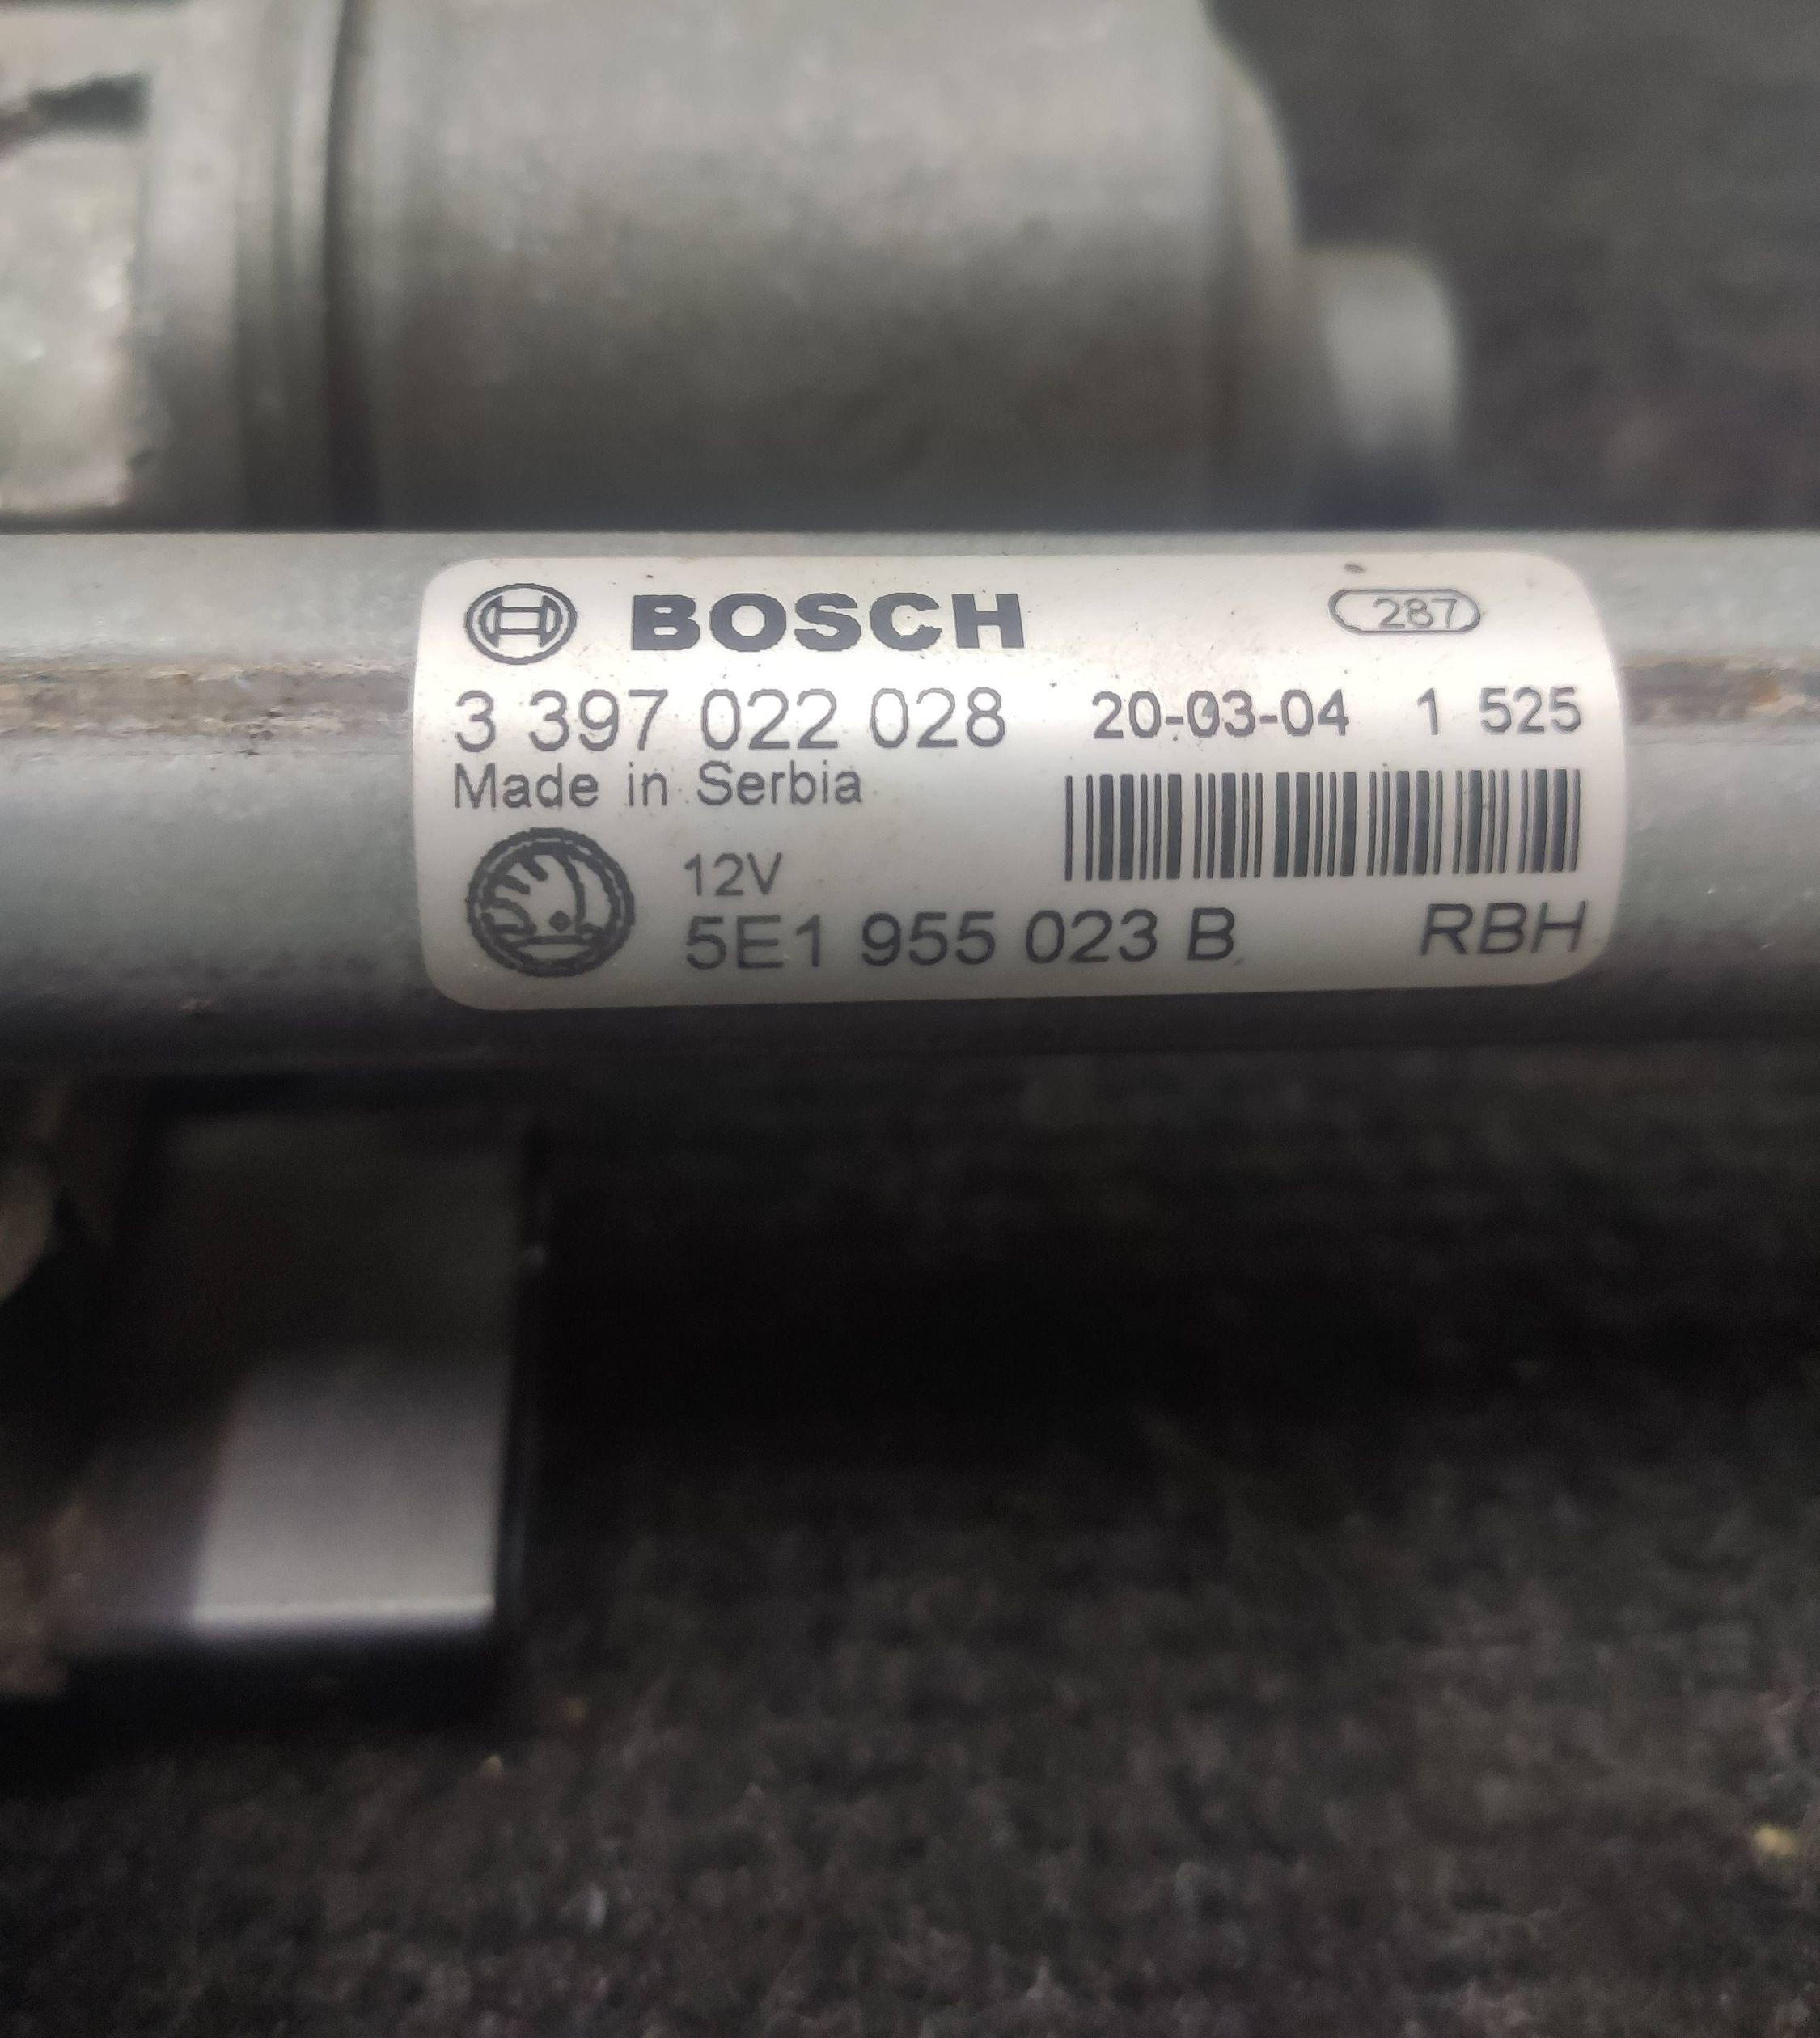 BOSCH 287
3 397 022 028 20-03-04 1 525
Made in Serbia
12V
5E1 955 023 B RBH